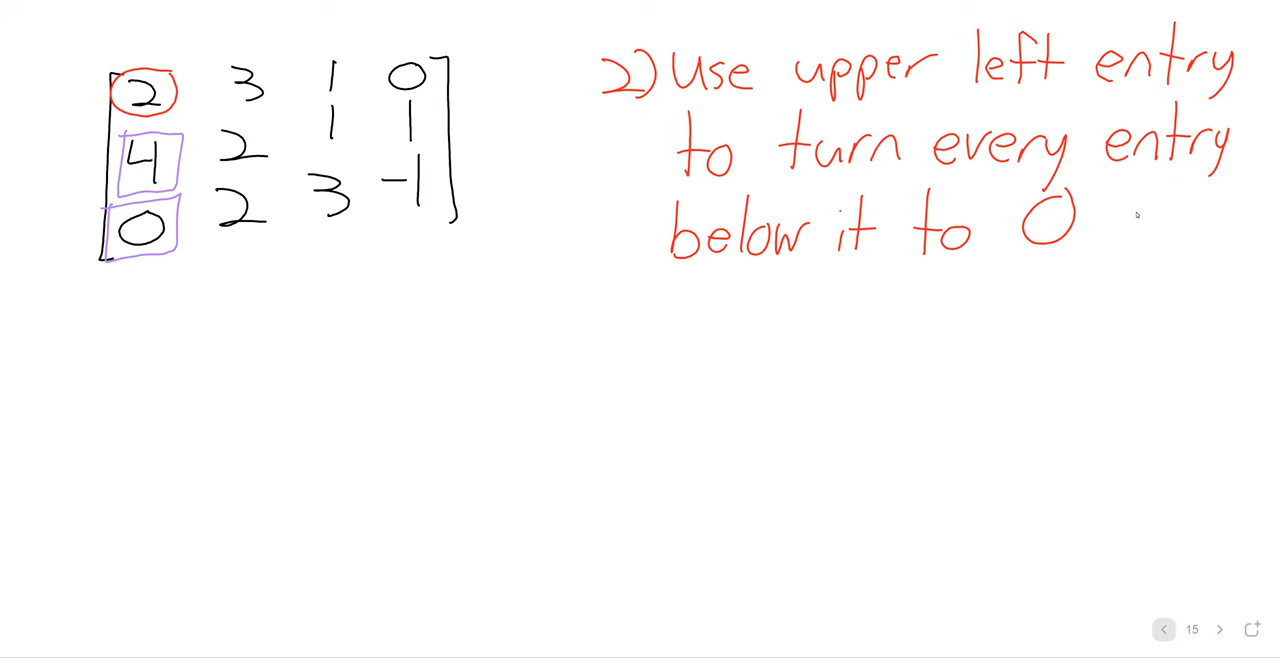 2 3 1 0
4 2 1 1
0 2 3 -1
2) Use upper left entry
to turn every entry
below it to 0
15